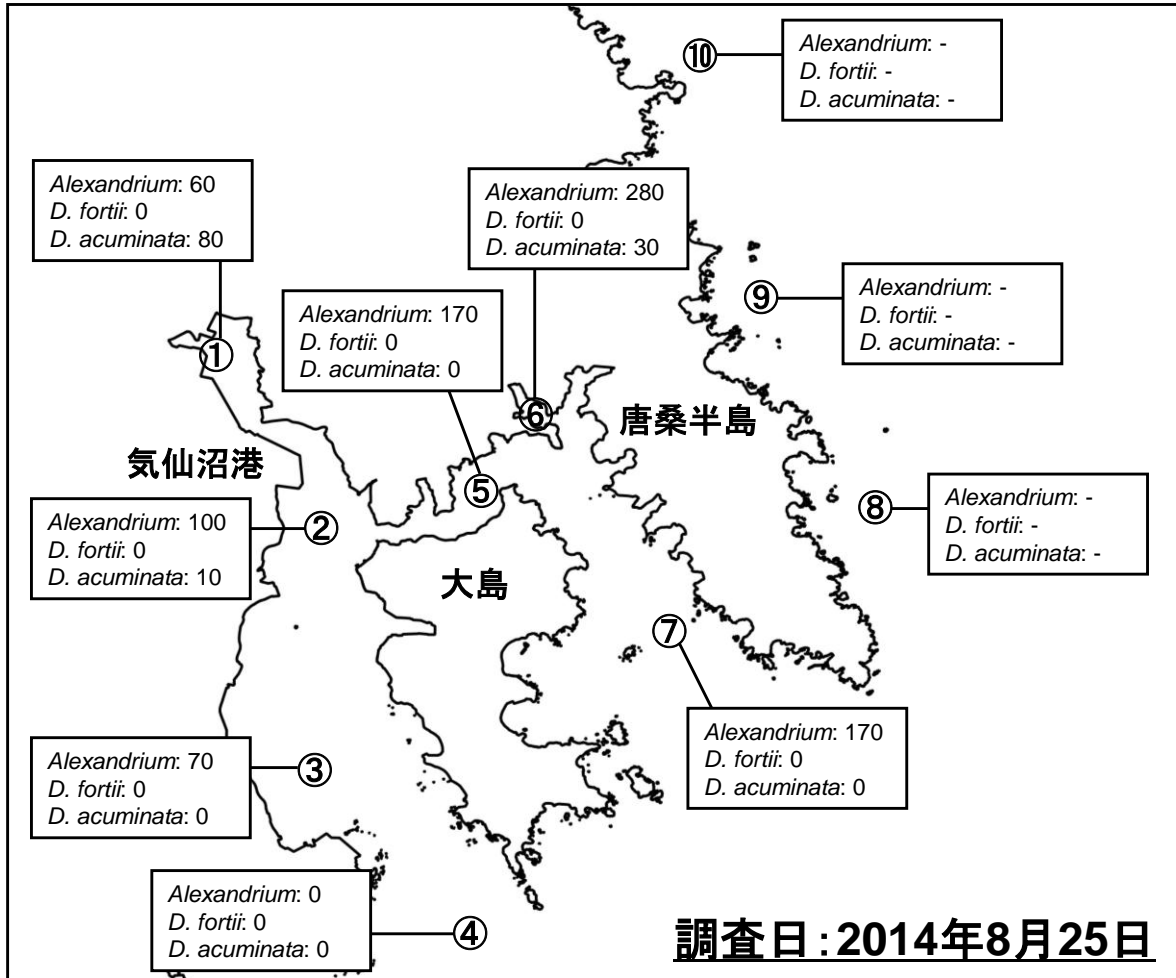 ⑩
Alexandrium: -
D. fortii: -
D. acuminata: -
Alexandrium: 60
D. fortii: 0
D. acuminata: 80
①
Alexandrium: 280
D. fortii: 0
D. acuminata: 30
⑥
Alexandrium: 170
D. fortii: 0
D. acuminata: 0
⑤
⑨
Alexandrium: -
D. fortii: -
D. acuminata: -
唐桑半島
気仙沼港
Alexandrium: 100
D. fortii: 0
D. acuminata: 10
②
⑧
Alexandrium: -
D. fortii: -
D. acuminata: -
大島
⑦
Alexandrium: 170
D. fortii: 0
D. acuminata: 0
Alexandrium: 70
D. fortii: 0
D. acuminata: 0
③
Alexandrium: 0
D. fortii: 0
D. acuminata: 0
④
調査日:2014年8月25日